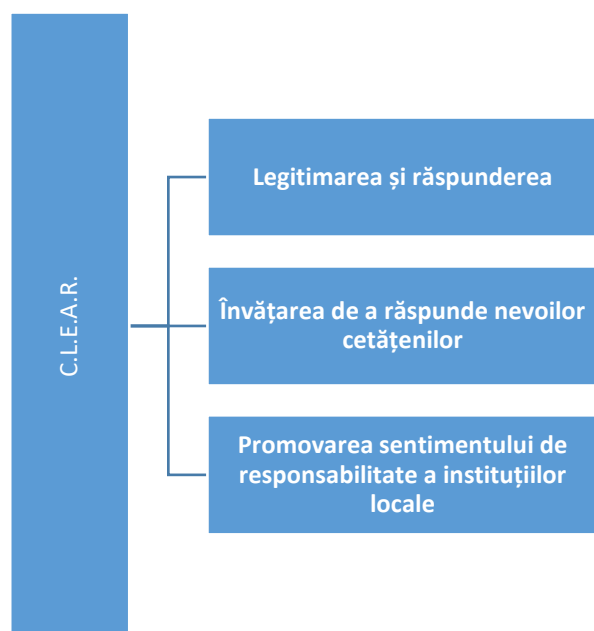 C.L.E.A.R.
Legitimarea și răspunderea
Învățarea de a răspunde nevoilor
cetățenilor
Promovarea sentimentului de
responsabilitate a instituțiilor
locale